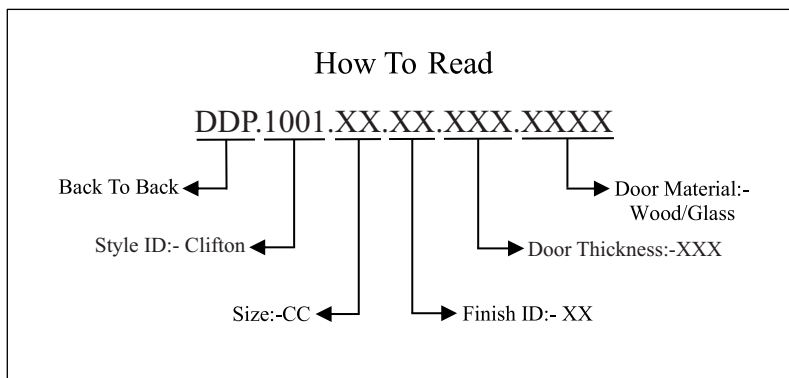 How To Read
DDP.1001.XX.XX.XXX.XXXX
Back To Back
Door Material:-
Wood/Glass
Style ID:- Clifton
Door Thickness:-XXX
Size:-CC
Finish ID:- XX